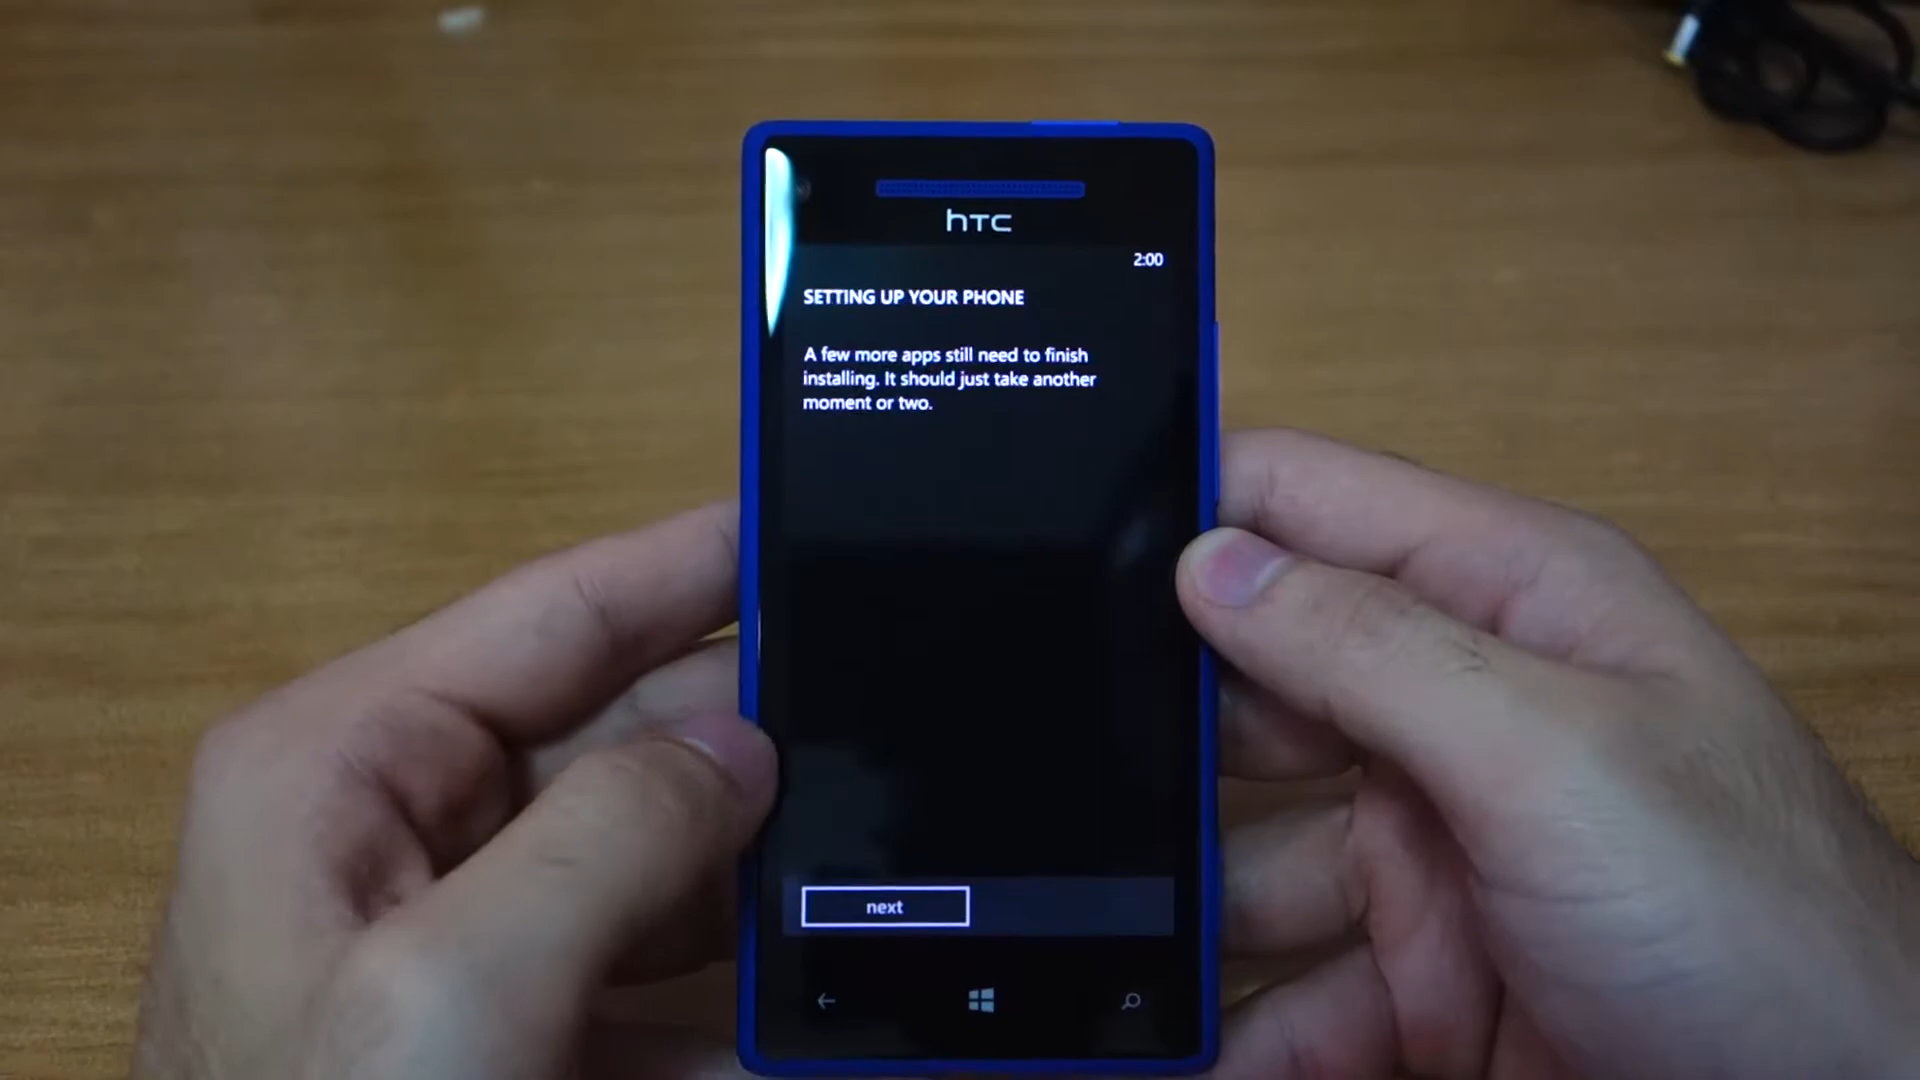 hTC
2:00
SETTING UP YOUR PHONE
A few more apps still need to finish
installing. It should just take another
moment or two.
next